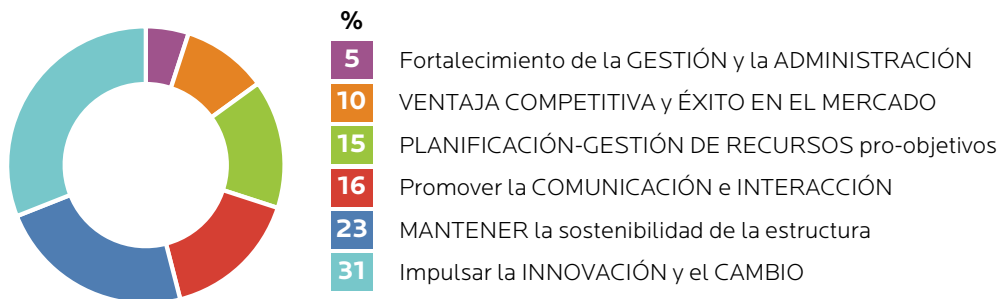 %
5 Fortalecimiento de la GESTIÓN y la ADMINISTRACIÓN
10 VENTAJA COMPETITIVA y ÉXITO EN EL MERCADO
15 PLANIFICACIÓN-GESTIÓN DE RECURSOS pro-objetivos
16 Promover la COMUNICACIÓN e INTERACCIÓN
23 MANTENER la sostenibilidad de la estructura
31 Impulsar la INNOVACIÓN y el CAMBIO